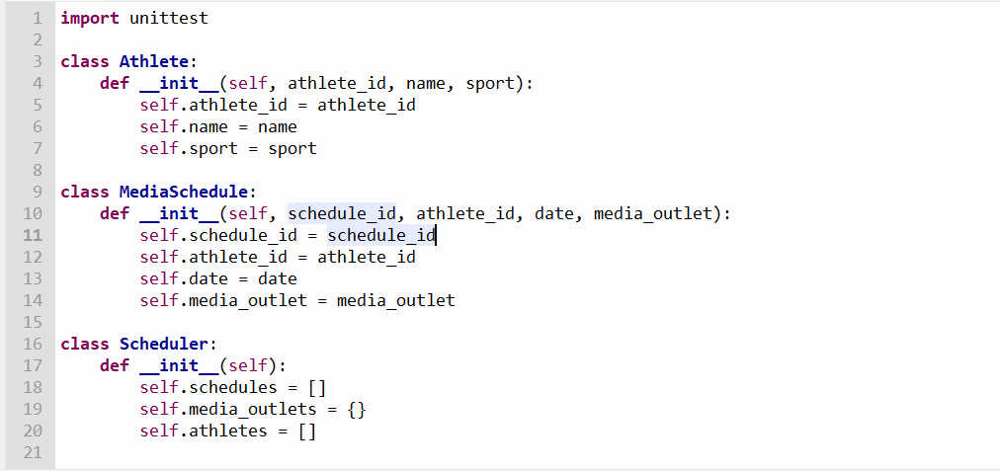 1 import unittest
2
3 class Athlete:
4     def __init__(self, athlete_id, name, sport):
5         self.athlete_id = athlete_id
6         self.name = name
7         self.sport = sport
8
9 class MediaSchedule:
10     def __init__(self, schedule_id, athlete_id, date, media_outlet):
11         self.schedule_id = schedule_id
12         self.athlete_id = athlete_id
13         self.date = date
14         self.media_outlet = media_outlet
15
16 class Scheduler:
17     def __init__(self):
18         self.schedules = []
19         self.media_outlets = {}
20         self.athletes = []
21